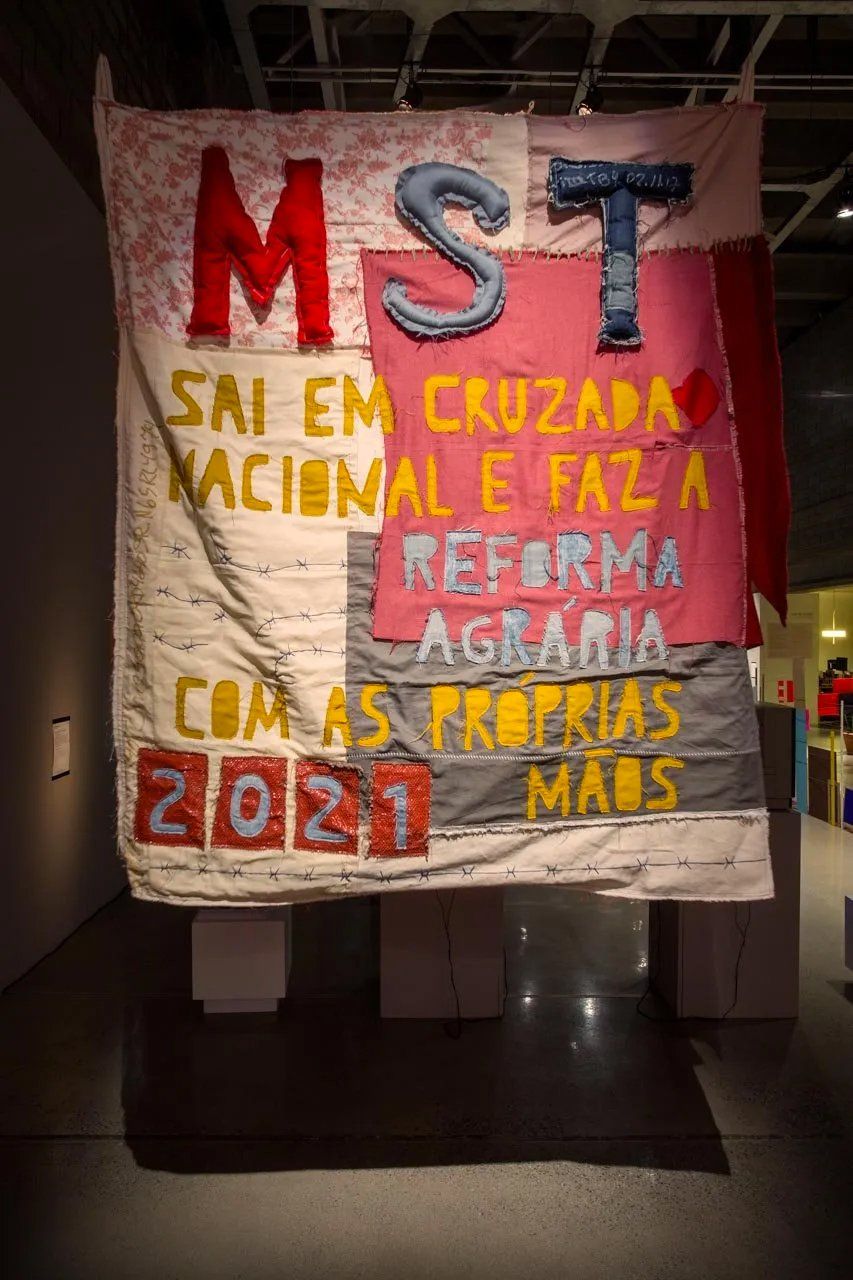 MST
SAI EM CRUZADA
NACIONAL E FAZ A
REFORMA
AGRÁRIA
COM AS PRÓPRIAS
MÃOS
2021